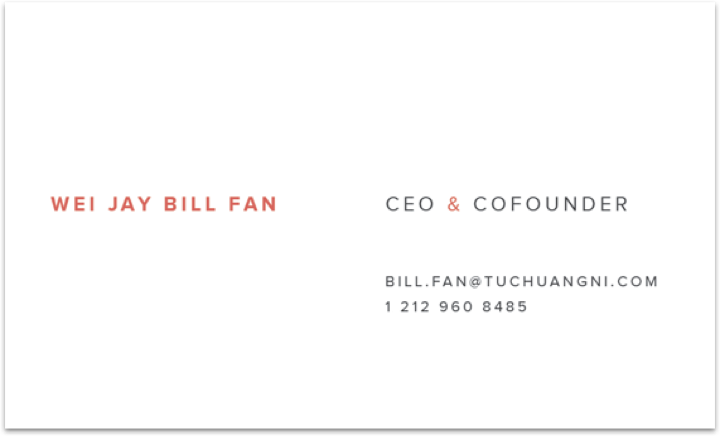 WEI JAY BILL FAN
CEO & COFOUNDER
BILL.FAN@TUCHUANGNI.COM
1 212 960 8485